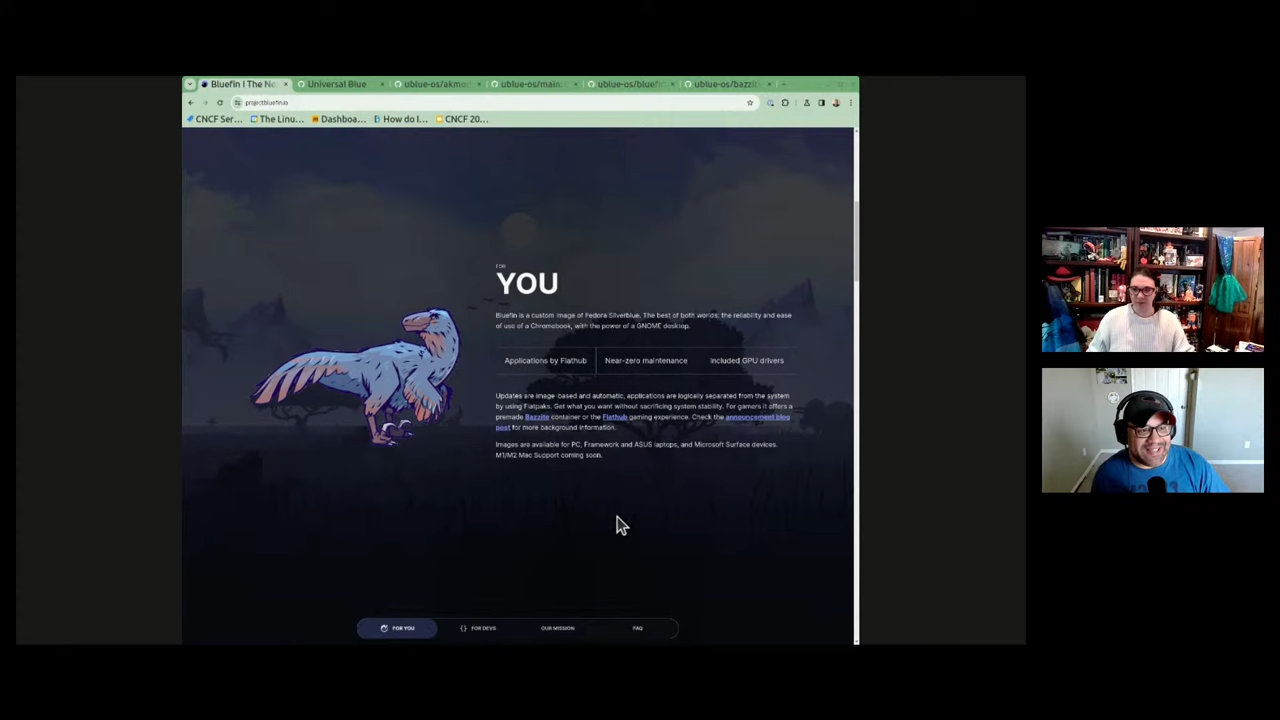 Bluefin | The Ne
Universal Blue
ublue-os/akmod
ublue-os/main
ublue-os/bluefin
ublue-os/bazzi
projectbluefin.io
CNCF Ser...
The Linu...
Dashboa...
How do I...
CNCF 20...
FOR
YOU
Bluefin is a custom image of Fedora Silverblue. The best of both worlds: the reliability and ease
of use of a Chromebook, with the power of a GNOME desktop.
Applications by Flathub
Near-zero maintenance
Included GPU drivers
Updates are image-based and automatic, applications are logically separated from the system
by using Flatpaks. Get what you want without sacrificing system stability. For gamers it offers a
premade Bazzite container or the Flathub gaming experience. Check the announcement blog
post for more background information.
Images are available for PC, Framework and ASUS laptops, and Microsoft Surface devices.
M1/M2 Mac Support coming soon.
FOR YOU
{} FOR DEVS
OUR MISSION
FAQ